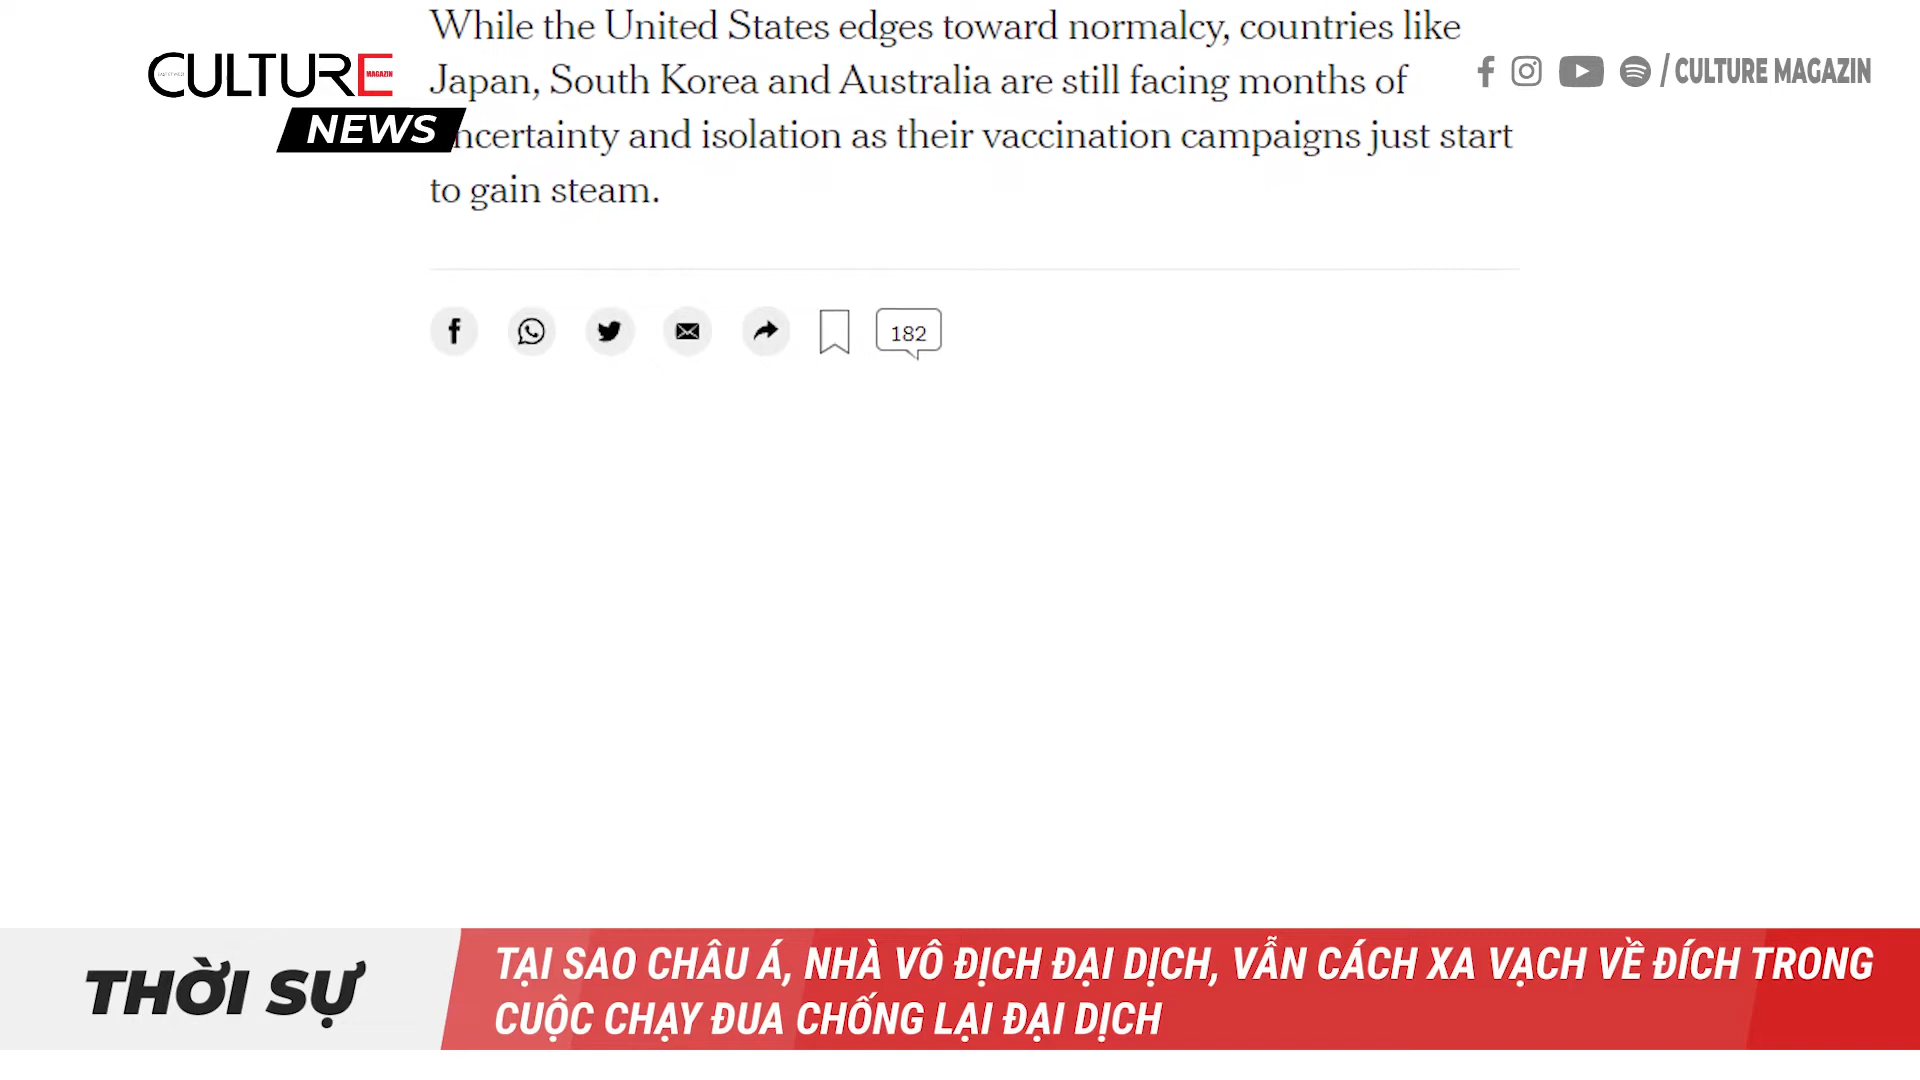 While the United States edges toward normalcy, countries like
Japan, South Korea and Australia are still facing months of
ncertainty and isolation as their vaccination campaigns just start
to gain steam.
CULTURE
MAGAZIN
NEWS
/ CULTURE MAGAZIN
182
THỜI SỰ
TẠI SAO CHÂU Á, NHÀ VÔ ĐỊCH ĐẠI DỊCH, VẪN CÁCH XA VẠCH VỀ ĐÍCH TRONG
CUỘC CHẠY ĐUA CHỐNG LẠI ĐẠI DỊCH